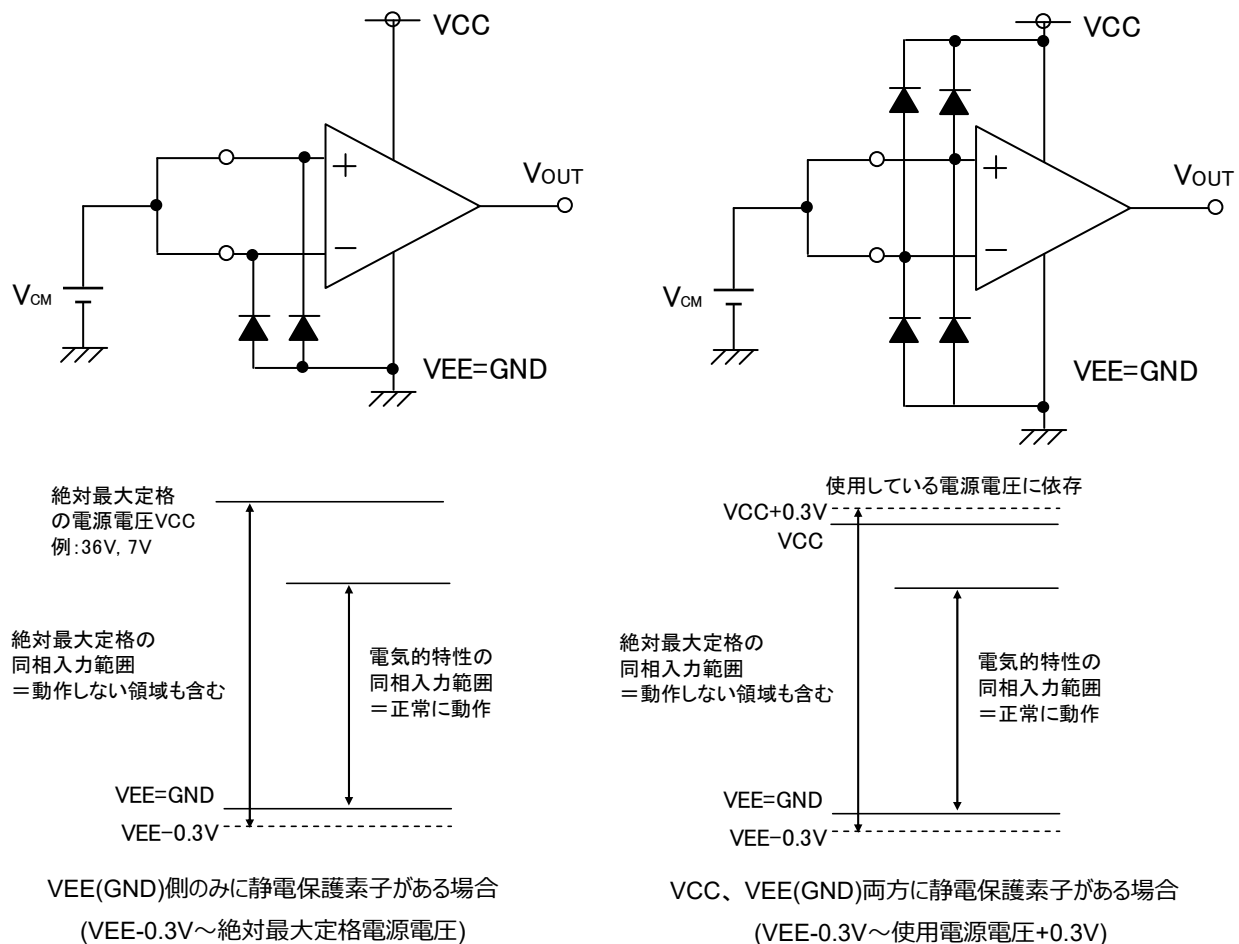 VCC
+
−
VOUT
VCM
VEE=GND
VCC
+
−
VOUT
VCM
VEE=GND
絶対最大定格
の電源電圧VCC
例:36V, 7V
絶対最大定格の
同相入力範囲
=動作しない領域も含む
電気的特性の
同相入力範囲
=正常に動作
VEE=GND
VEE-0.3V
VEE(GND)側のみに静電保護素子がある場合
(VEE-0.3V~絶対最大定格電源電圧)
使用している電源電圧に依存
VCC+0.3V
VCC
絶対最大定格の
同相入力範囲
=動作しない領域も含む
電気的特性の
同相入力範囲
=正常に動作
VEE=GND
VEE-0.3V
VCC、VEE(GND)両方に静電保護素子がある場合
(VEE-0.3V~使用電源電圧+0.3V)